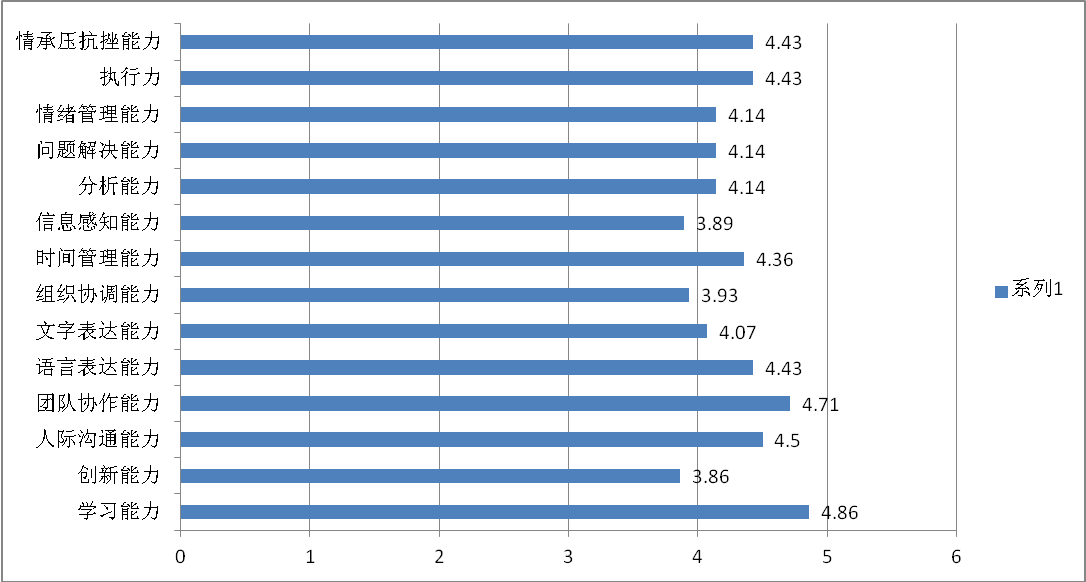 情承压抗挫能力 4.43
执行力 4.43
情绪管理能力 4.14
问题解决能力 4.14
分析能力 4.14
信息感知能力 3.89
时间管理能力 4.36
组织协调能力 3.93
文字表达能力 4.07
语言表达能力 4.43
团队协作能力 4.71
人际沟通能力 4.5
创新能力 3.86
学习能力 4.86
0 1 2 3 4 5 6
系列1